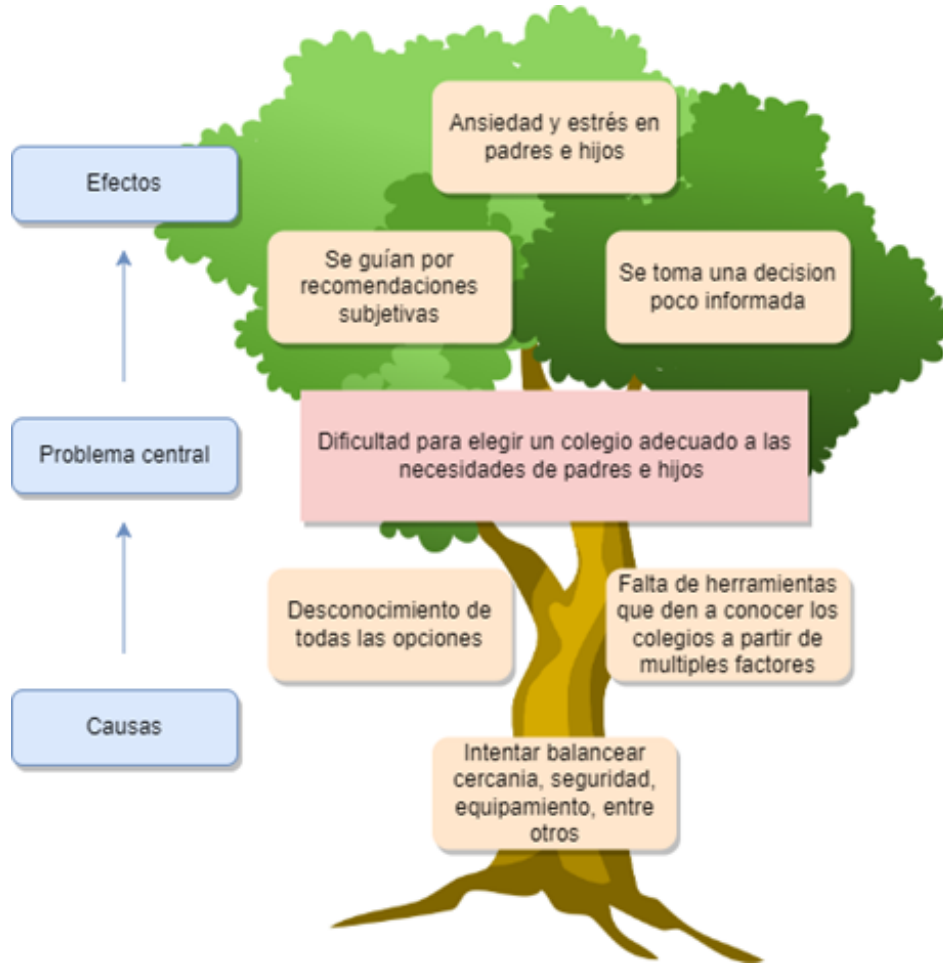 Ansiedad y estrés en
padres e hijos
Efectos
Se guían por
recomendaciones
subjetivas
Se toma una decision
poco informada
Problema central
Dificultad para elegir un colegio adecuado a las
necesidades de padres e hijos
Desconocimiento de
todas las opciones
Falta de herramientas
que den a conocer los
colegios a partir de
multiples factores
Causas
Intentar balancear
cercania, seguridad,
equipamiento, entre
otros